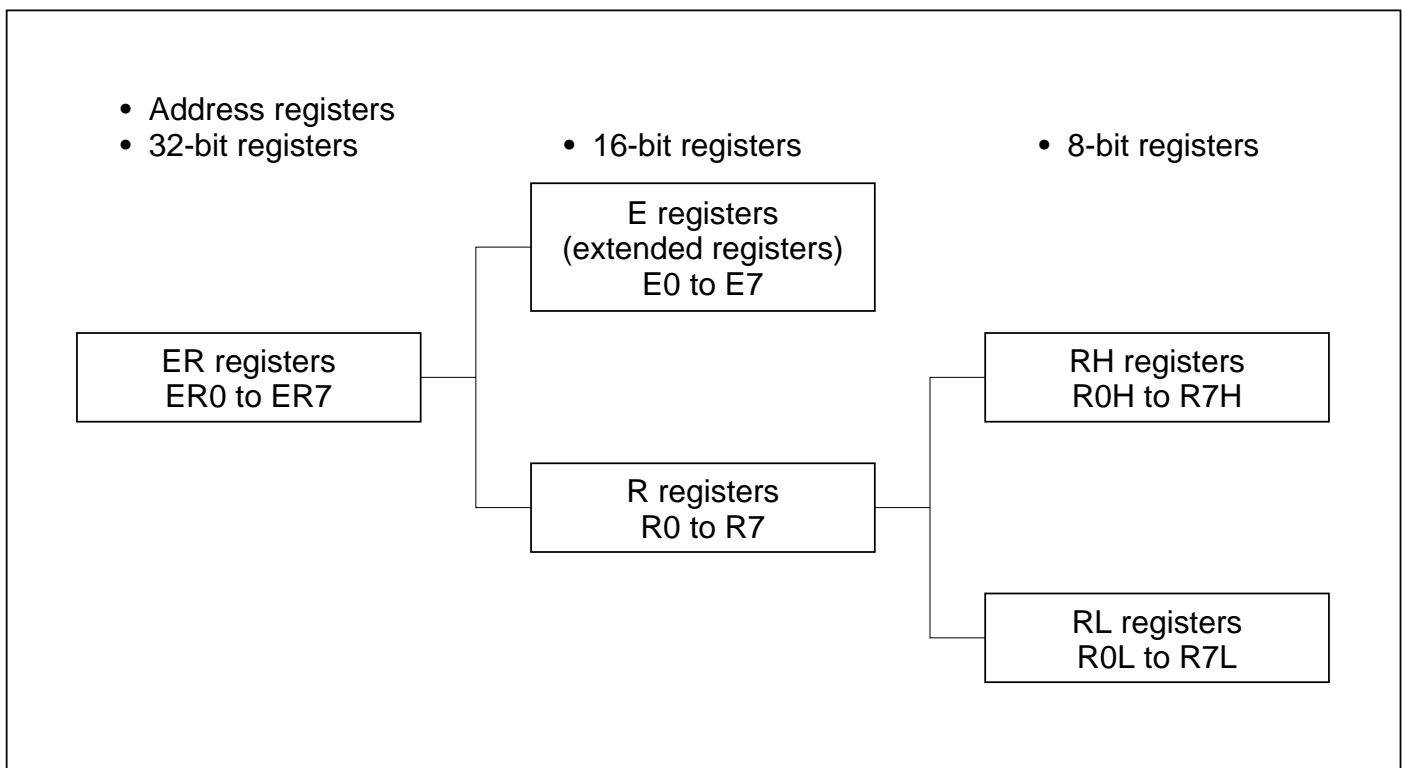 • Address registers
• 32-bit registers
• 16-bit registers
• 8-bit registers
E registers
(extended registers)
E0 to E7
ER registers
ER0 to ER7
RH registers
R0H to R7H
R registers
R0 to R7
RL registers
R0L to R7L